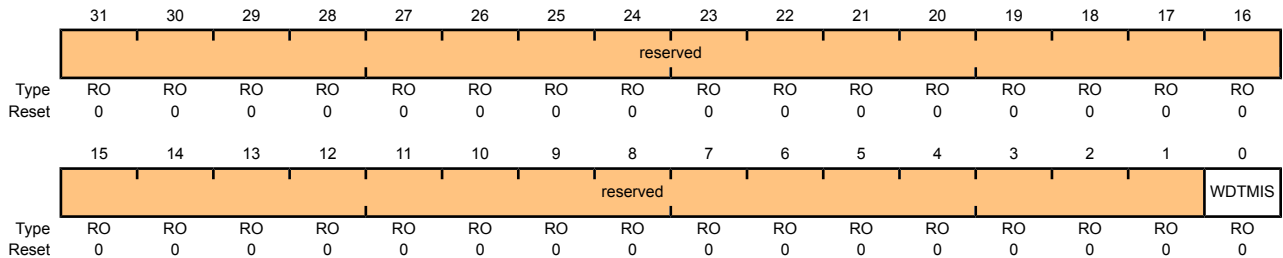 31 30 29 28 27 26 25 24 23 22 21 20 19 18 17 16
reserved
Type RO RO RO RO RO RO RO RO RO RO RO RO RO RO RO RO
Reset 0 0 0 0 0 0 0 0 0 0 0 0 0 0 0 0
15 14 13 12 11 10 9 8 7 6 5 4 3 2 1 0
reserved WDTMIS
Type RO RO RO RO RO RO RO RO RO RO RO RO RO RO RO RO
Reset 0 0 0 0 0 0 0 0 0 0 0 0 0 0 0 0